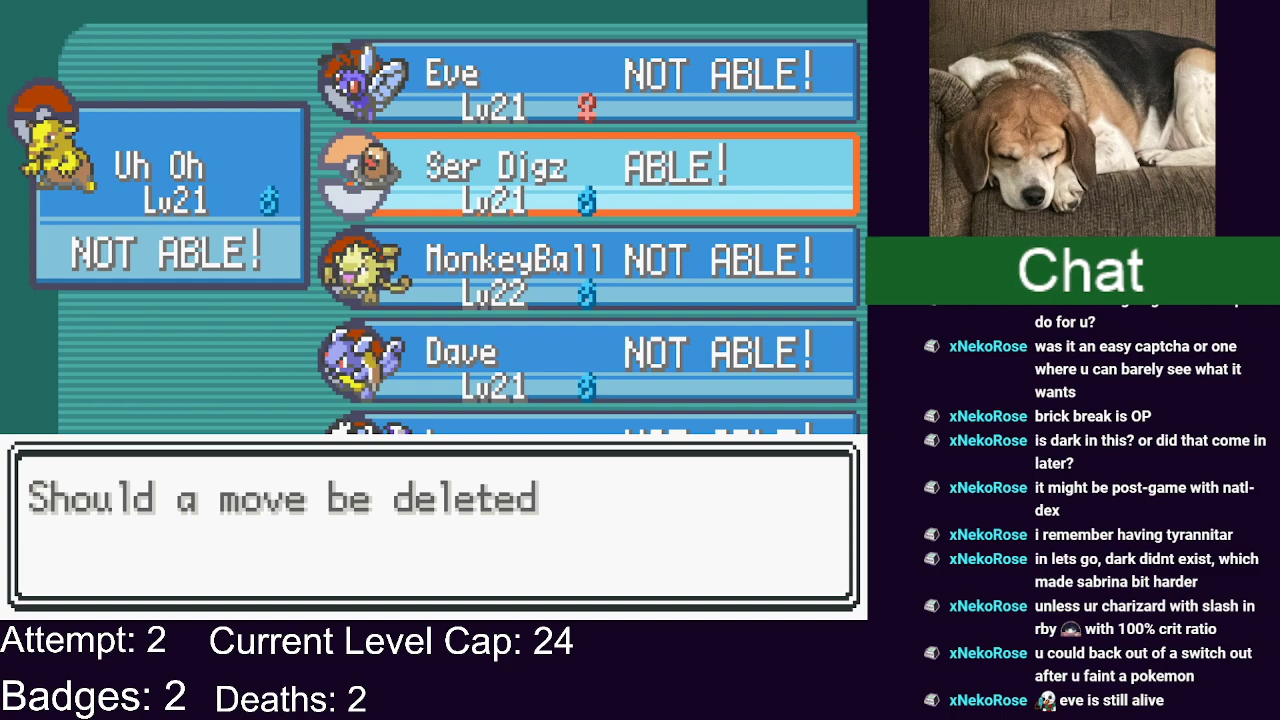 Uh Oh
Lv21
NOT ABLE!
Eve NOT ABLE!
Lv21
Ser Digz ABLE!
Lv21
MonkeyBall NOT ABLE!
Lv22
Dave NOT ABLE!
Lv21
Should a move be deleted
Attempt: 2 Current Level Cap: 24
Badges: 2 Deaths: 2
Chat
do for u?
xNekoRose was it an easy captcha or one
where u can barely see what it
wants
xNekoRose brick break is OP
xNekoRose is dark in this? or did that come in
later?
xNekoRose it might be post-game with natl-
dex
xNekoRose i remember having tyrannitar
xNekoRose in lets go, dark didnt exist, which
made sabrina bit harder
xNekoRose unless ur charizard with slash in
rby with 100% crit ratio
xNekoRose u could back out of a switch out
after u faint a pokemon
xNekoRose eve is still alive